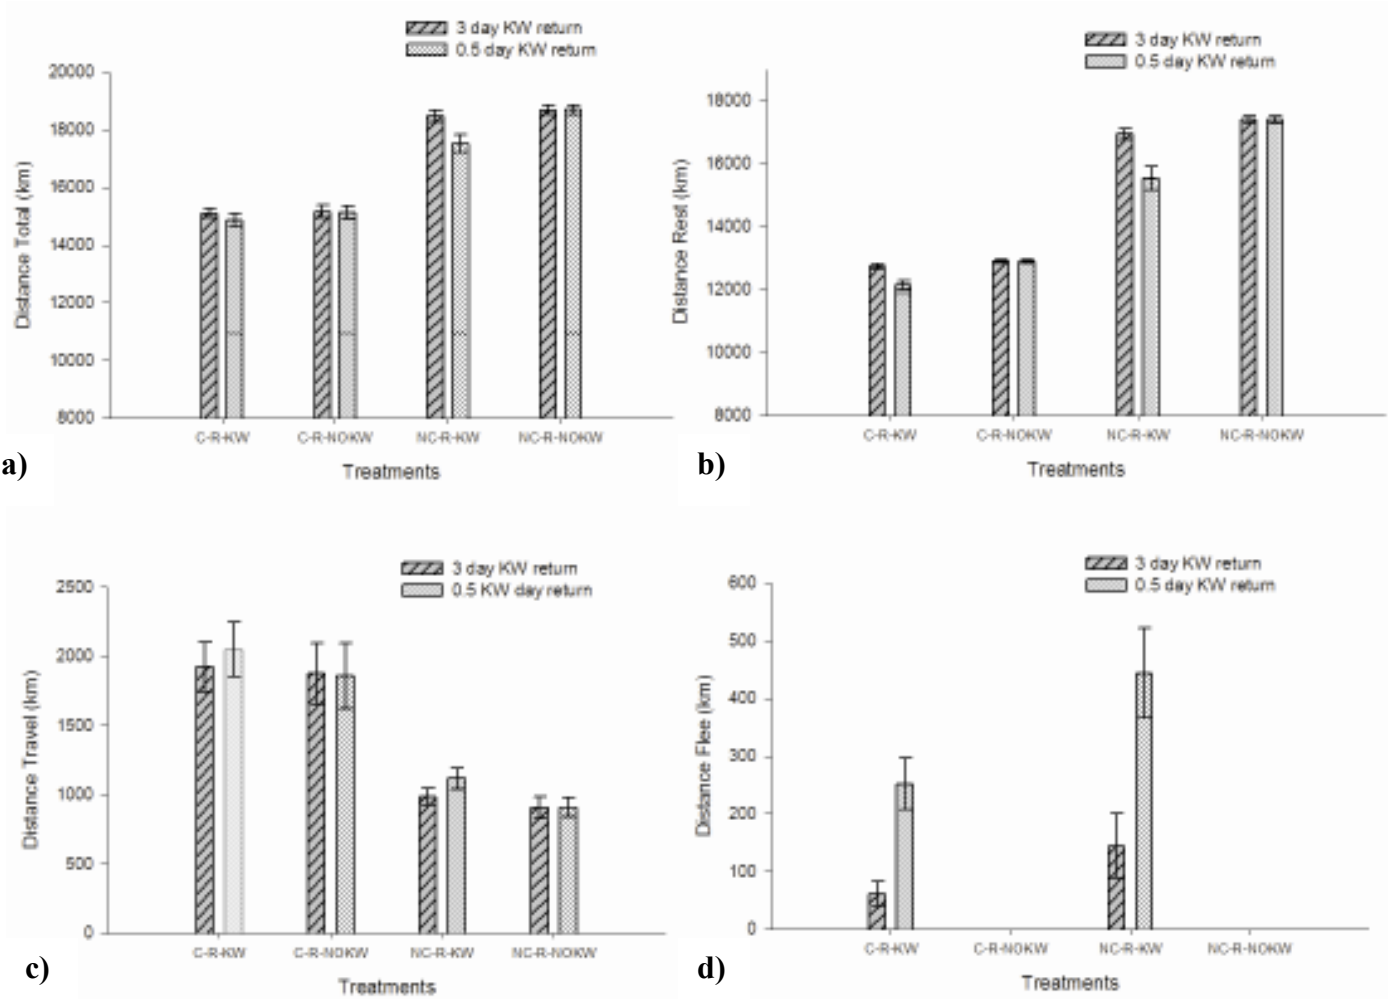 3 day KW return
0.5 day KW return
20000
18000
16000
14000
12000
10000
8000
Distance Total (km)
C-R-KW C-R-NOKW NC-R-KW NC-R-NOKW
Treatments
a)
3 day KW return
0.5 day KW return
18000
16000
14000
12000
10000
8000
Distance Rest (km)
C-R-KW C-R-NOKW NC-R-KW NC-R-NOKW
Treatments
b)
3 day KW return
0.5 KW day return
2500
2000
1500
1000
500
0
Distance Travel (km)
C-R-KW C-R-NOKW NC-R-KW NC-R-NOKW
Treatments
c)
3 day KW return
0.5 day KW return
600
500
400
300
200
100
0
Distance Flee (km)
C-R-KW C-R-NOKW NC-R-KW NC-R-NOKW
Treatments
d)